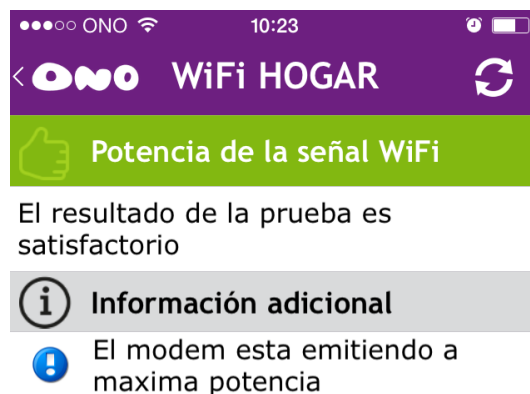 ONO 10:23
ONO WiFi HOGAR
Potencia de la señal WiFi
El resultado de la prueba es
satisfactorio
Información adicional
El modem esta emitiendo a
maxima potencia